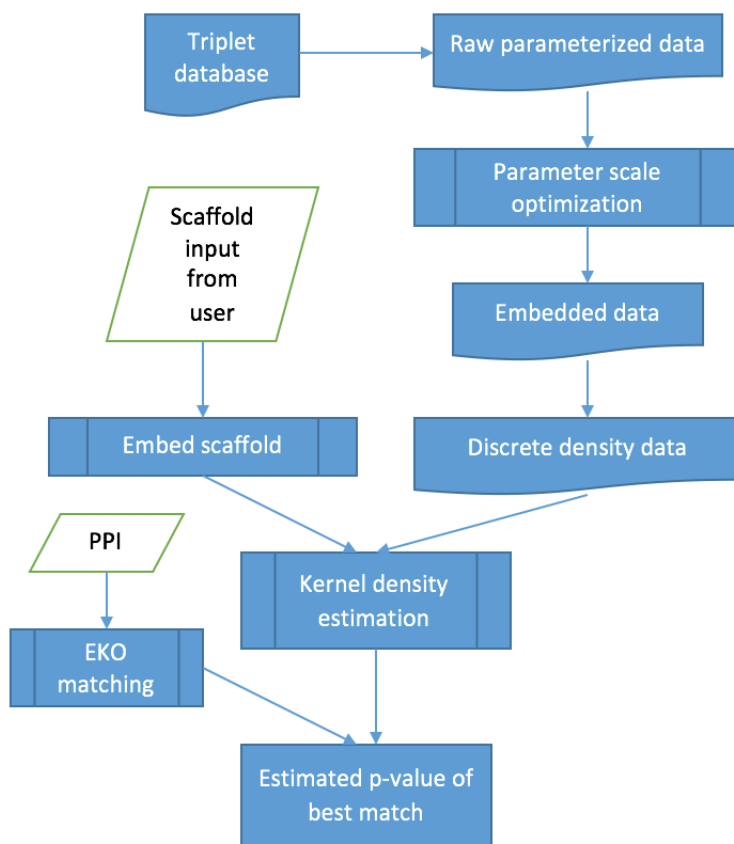 Triplet
database
Raw parameterized data
Parameter scale
optimization
Scaffold
input
from
user
Embedded data
Embed scaffold
Discrete density data
PPI
Kernel density
estimation
EKO
matching
Estimated p-value of
best match